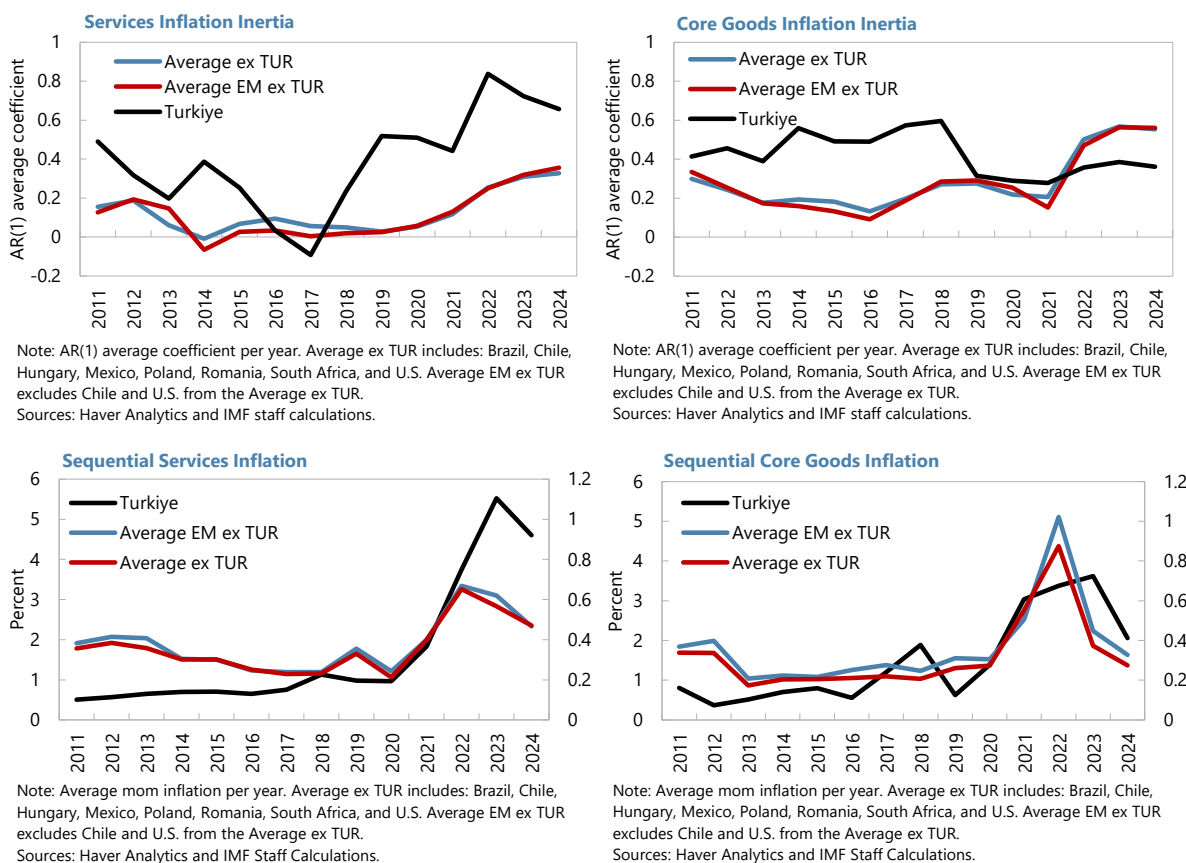 Services Inflation Inertia
1
0.8
0.6
0.4
0.2
0
-0.2
AR(1) average coefficient
Average ex TUR
Average EM ex TUR
Turkiye
2011
2012
2013
2014
2015
2016
2017
2018
2019
2020
2021
2022
2023
2024
Note: AR(1) average coefficient per year. Average ex TUR includes: Brazil, Chile,
Hungary, Mexico, Poland, Romania, South Africa, and U.S. Average EM ex TUR
excludes Chile and U.S. from the Average ex TUR.
Sources: Haver Analytics and IMF staff calculations.
Core Goods Inflation Inertia
1
0.8
0.6
0.4
0.2
0
-0.2
AR(1) average coefficient
Average ex TUR
Average EM ex TUR
Turkiye
2011
2012
2013
2014
2015
2016
2017
2018
2019
2020
2021
2022
2023
2024
Note: AR(1) average coefficient per year. Average ex TUR includes: Brazil, Chile,
Hungary, Mexico, Poland, Romania, South Africa, and U.S. Average EM ex TUR
excludes Chile and U.S. from the Average ex TUR.
Sources: Haver Analytics and IMF staff calculations.
Sequential Services Inflation
6
5
4
3
2
1
0
Percent
Turkiye
Average EM ex TUR
Average ex TUR
1.2
1
0.8
0.6
0.4
0.2
0
2011
2012
2013
2014
2015
2016
2017
2018
2019
2020
2021
2022
2023
2024
Note: Average mom inflation per year. Average ex TUR includes: Brazil, Chile,
Hungary, Mexico, Poland, Romania, South Africa, and U.S. Average EM ex TUR
excludes Chile and U.S. from the Average ex TUR.
Sources: Haver Analytics and IMF Staff Calculations.
Sequential Core Goods Inflation
6
5
4
3
2
1
0
Percent
Turkiye
Average EM ex TUR
Average ex TUR
1.2
1
0.8
0.6
0.4
0.2
0
2011
2012
2013
2014
2015
2016
2017
2018
2019
2020
2021
2022
2023
2024
Note: Average mom inflation per year. Average ex TUR includes: Brazil, Chile,
Hungary, Mexico, Poland, Romania, South Africa, and U.S. Average EM ex TUR
excludes Chile and U.S. from the Average ex TUR.
Sources: Haver Analytics and IMF Staff Calculations.